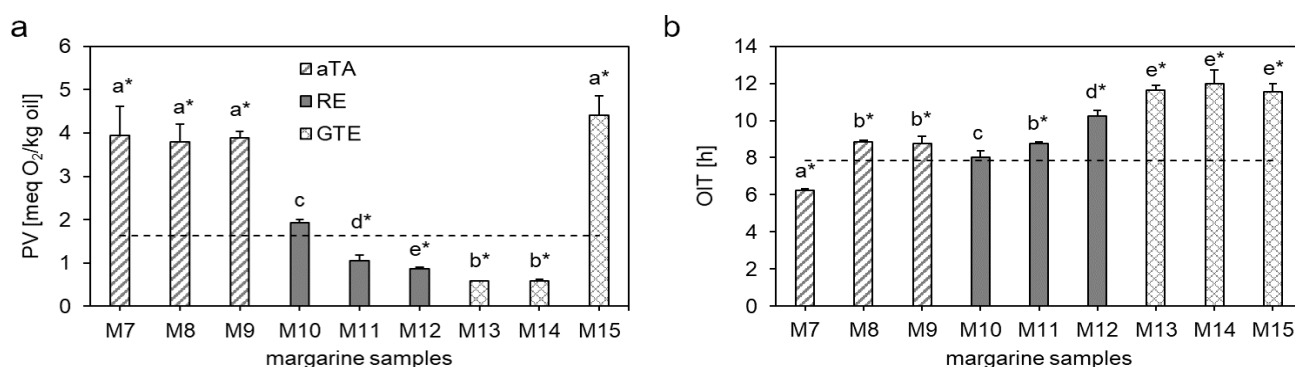 a
PV [meq O₂/kg oil]
6
5
4
3
2
1
0
a* a* a* c d* e* b* b* a*
aTA
RE
GTE
M7 M8 M9 M10 M11 M12 M13 M14 M15
margarine samples
b
OIT [h]
14
12
10
8
6
4
2
0
a* b* b* c b* d* e* e* e*
M7 M8 M9 M10 M11 M12 M13 M14 M15
margarine samples